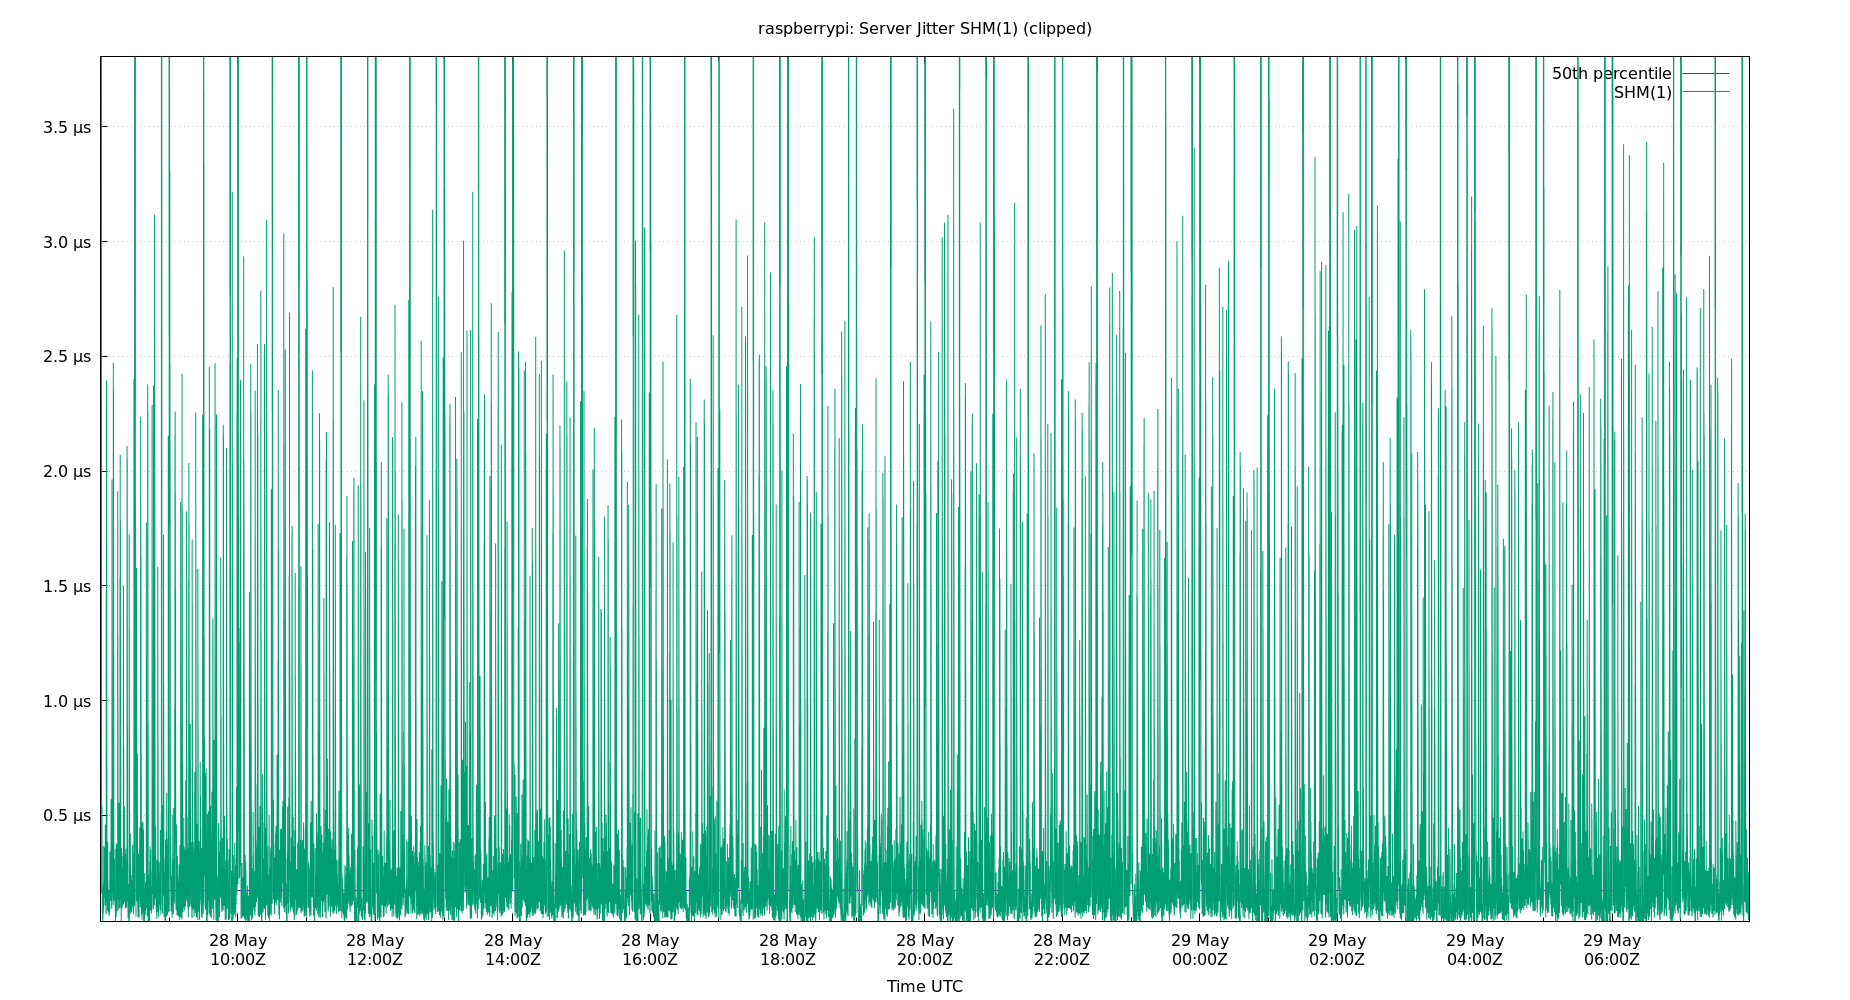 raspberrypi: Server Jitter SHM(1) (clipped)
50th percentile
SHM(1)
3.5 µs
3.0 µs
2.5 µs
2.0 µs
1.5 µs
1.0 µs
0.5 µs
28 May 28 May 28 May 28 May 28 May 28 May 28 May 29 May 29 May 29 May 29 May
10:00Z 12:00Z 14:00Z 16:00Z 18:00Z 20:00Z 22:00Z 00:00Z 02:00Z 04:00Z 06:00Z
Time UTC